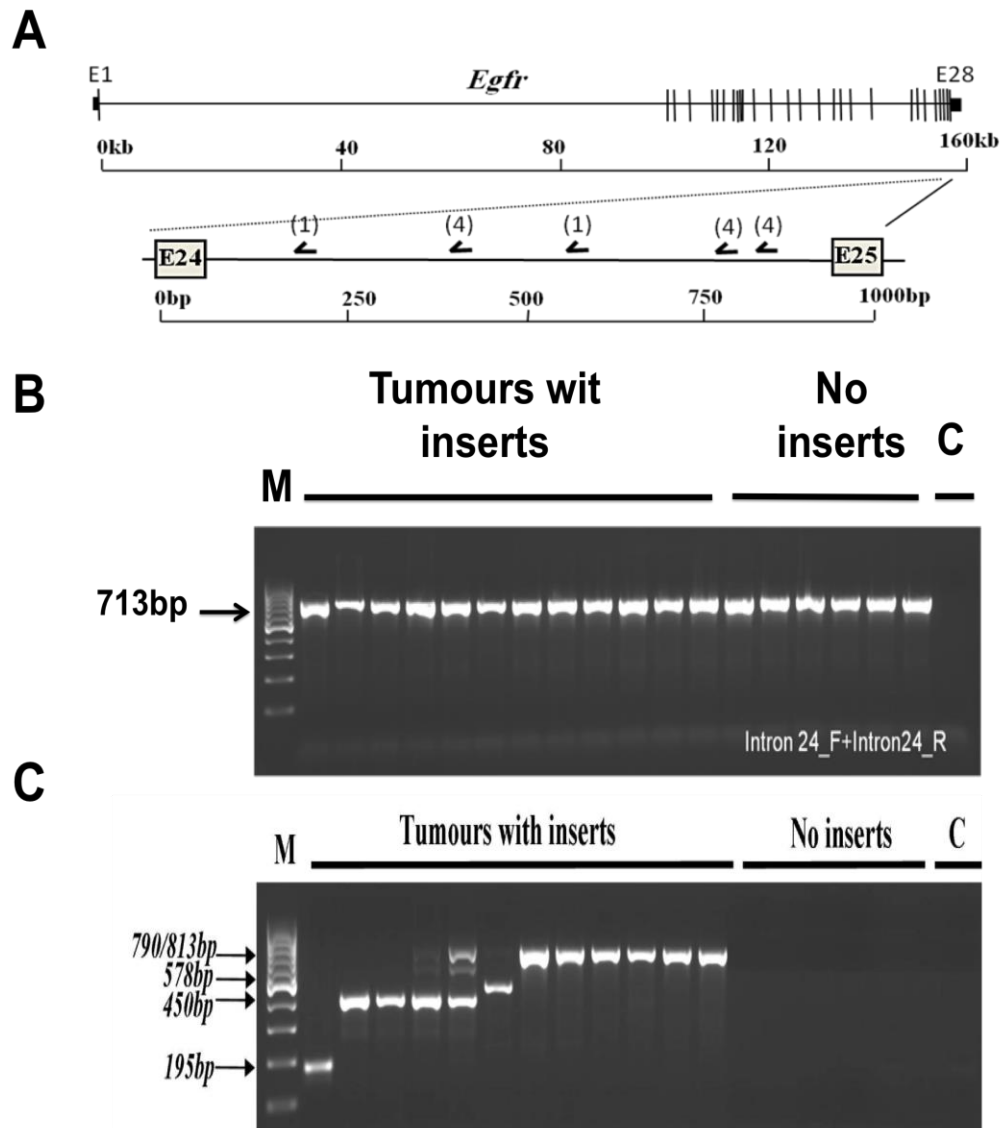 A
E1
Egfr
E28
0kb 40 80 120 160kb
(1) (4) (1) (4) (4)
E24 E25
0bp 250 500 750 1000bp
B
Tumours wit
inserts
No
inserts
C
M
713bp
Intron 24_F+Intron24_R
C
M Tumours with inserts No inserts C
790/813bp
578bp
450bp
195bp